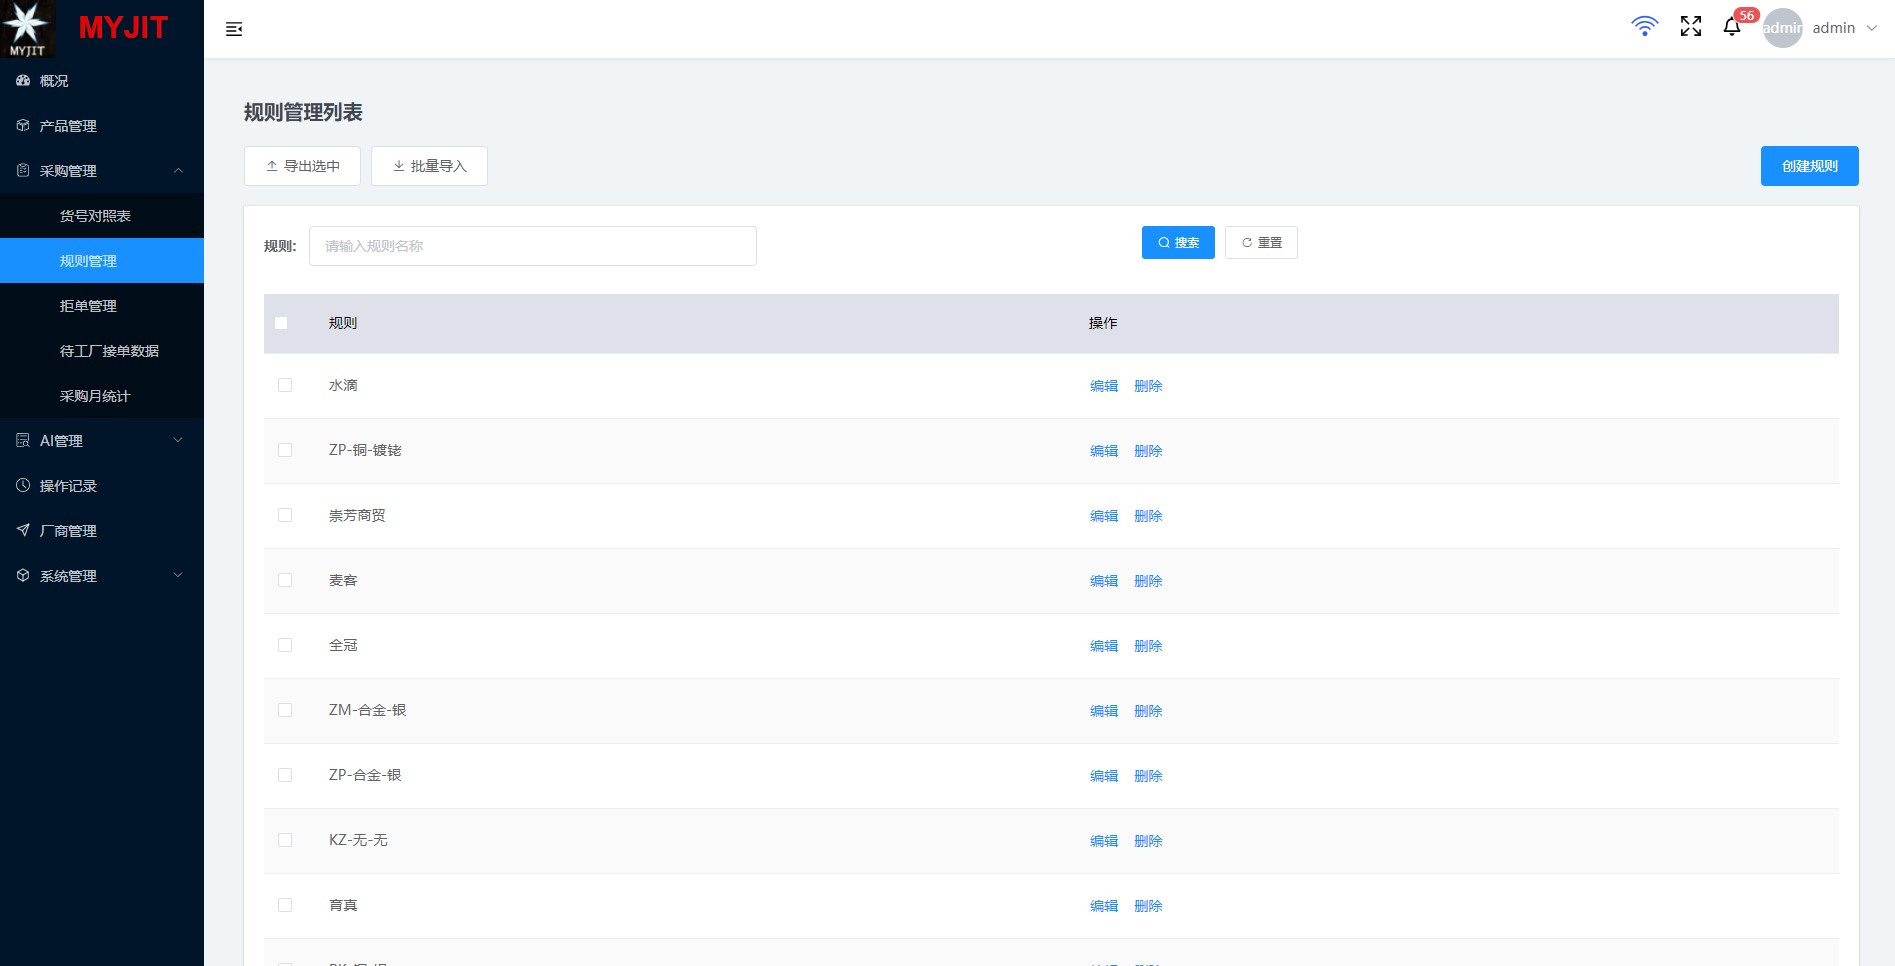 MYJIT
MYJIT
56
admin
admin
概况
产品管理
采购管理
货号对照表
规则管理
拒单管理
待工厂接单数据
采购月统计
AI管理
操作记录
厂商管理
系统管理
规则管理列表
导出选中
批量导入
创建规则
规则:
请输入规则名称
搜索
重置
规则 操作
水滴 编辑 删除
ZP-铜-镀铑 编辑 删除
崇芳商贸 编辑 删除
麦客 编辑 删除
全冠 编辑 删除
ZM-合金-银 编辑 删除
ZP-合金-银 编辑 删除
KZ-无-无 编辑 删除
育真 编辑 删除